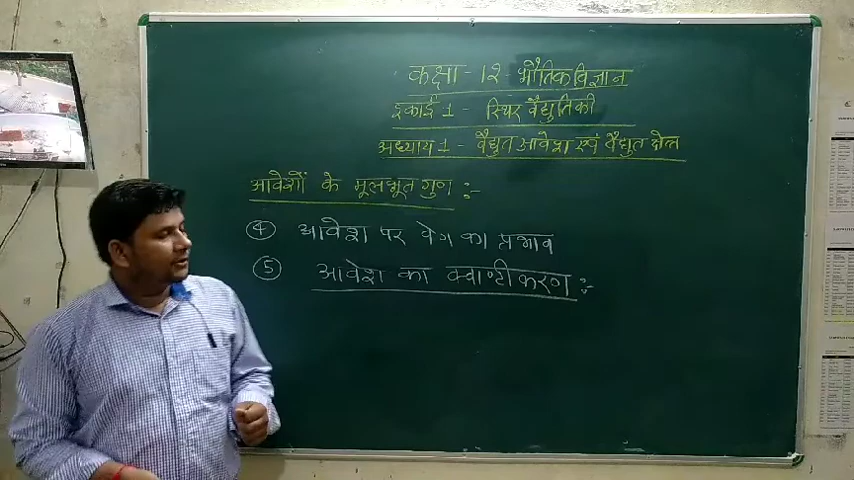 कक्षा - 12 - भौतिक विज्ञान
इकाई 1 - स्थिर वैद्युतिकी
अध्याय 1 - वैद्युत आवेश एवं वैद्युत क्षेत्र
आवेशों के मूलभूत गुण :-
④ आवेश पर वेग का प्रभाव
⑤ आवेश का क्वाण्टीकरण :-